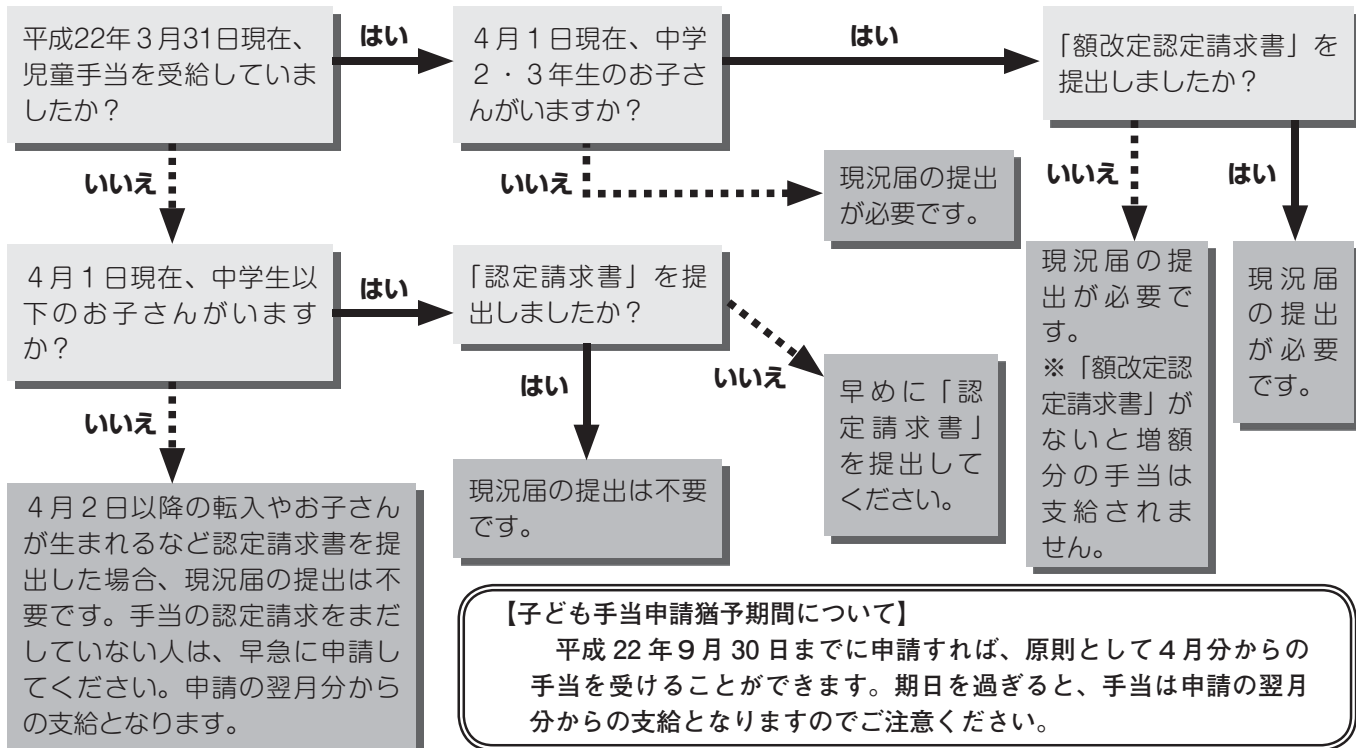 平成22年3月31日現在、
児童手当を受給していま
したか？
はい
4月1日現在、中学
2・3年生のお子さ
んがいますか？
はい
「額改定認定請求書」を
提出しましたか？
いいえ
いいえ
現況届の提出
が必要です。
いいえ
はい
4月1日現在、中学生以
下のお子さんがいます
か？
はい
「認定請求書」を提
出しましたか？
現況届の提
出が必要で
す。
※「額改定認
定請求書」が
ないと増額
分の手当は
支給されま
せん。
現況届
の提出
が必要
です。
いいえ
はい
いいえ
早めに「認
定請求書」
を提出して
ください。
4月2日以降の転入やお子さん
が生まれるなど認定請求書を提
出した場合、現況届の提出は不
要です。手当の認定請求をまだ
していない人は、早急に申請し
てください。申請の翌月分から
の支給となります。
現況届の提出は不要
です。
【子ども手当申請猶予期間について】
平成22年9月30日までに申請すれば、原則として4月分からの
手当を受けることができます。期日を過ぎると、手当は申請の翌月
分からの支給となりますのでご注意ください。